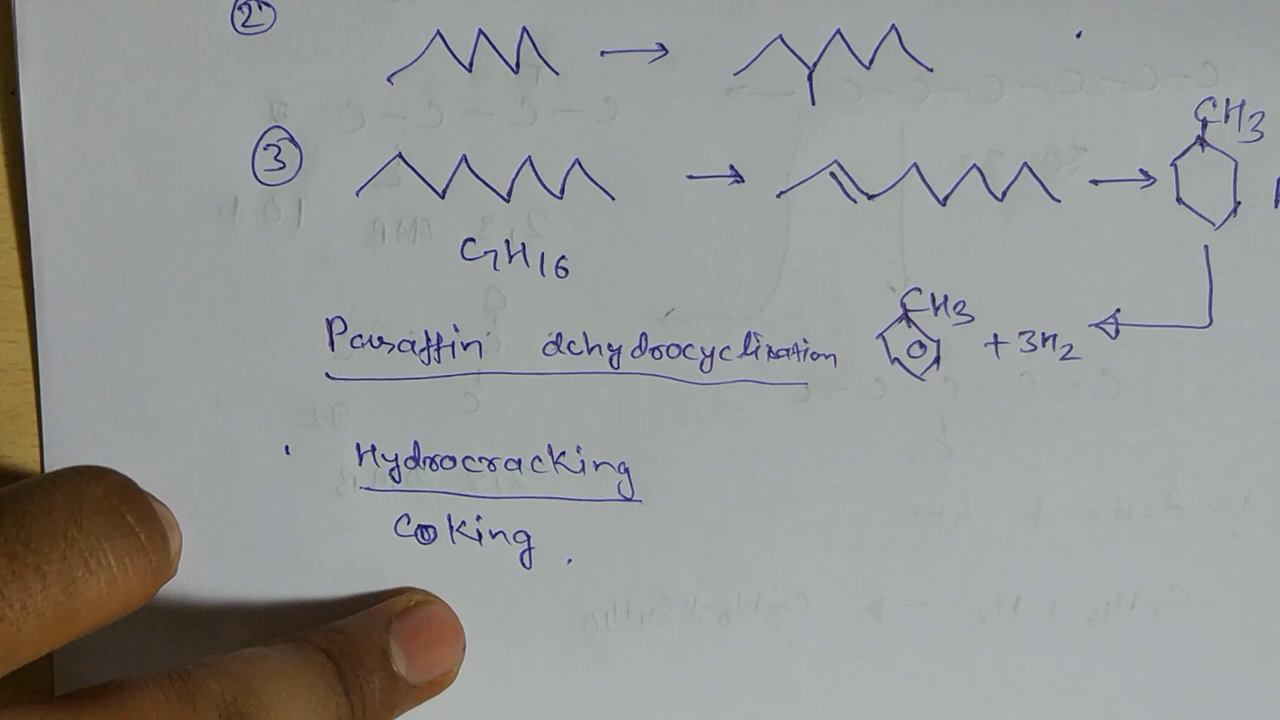 2
CH3
3
C7H16
CH3
+ 3H2
Paraffin dehydrocyclization
Hydrocracking
Coking.